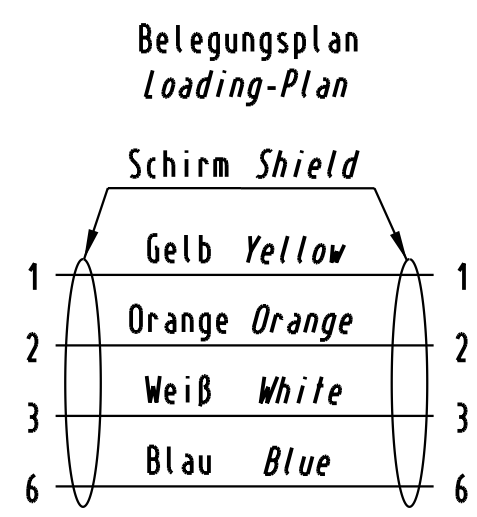 Belegungsplan
Loading-Plan
Schirm Shield
Gelb Yellow
1 1
Orange Orange
2 2
Weiß White
3 3
Blau Blue
6 6